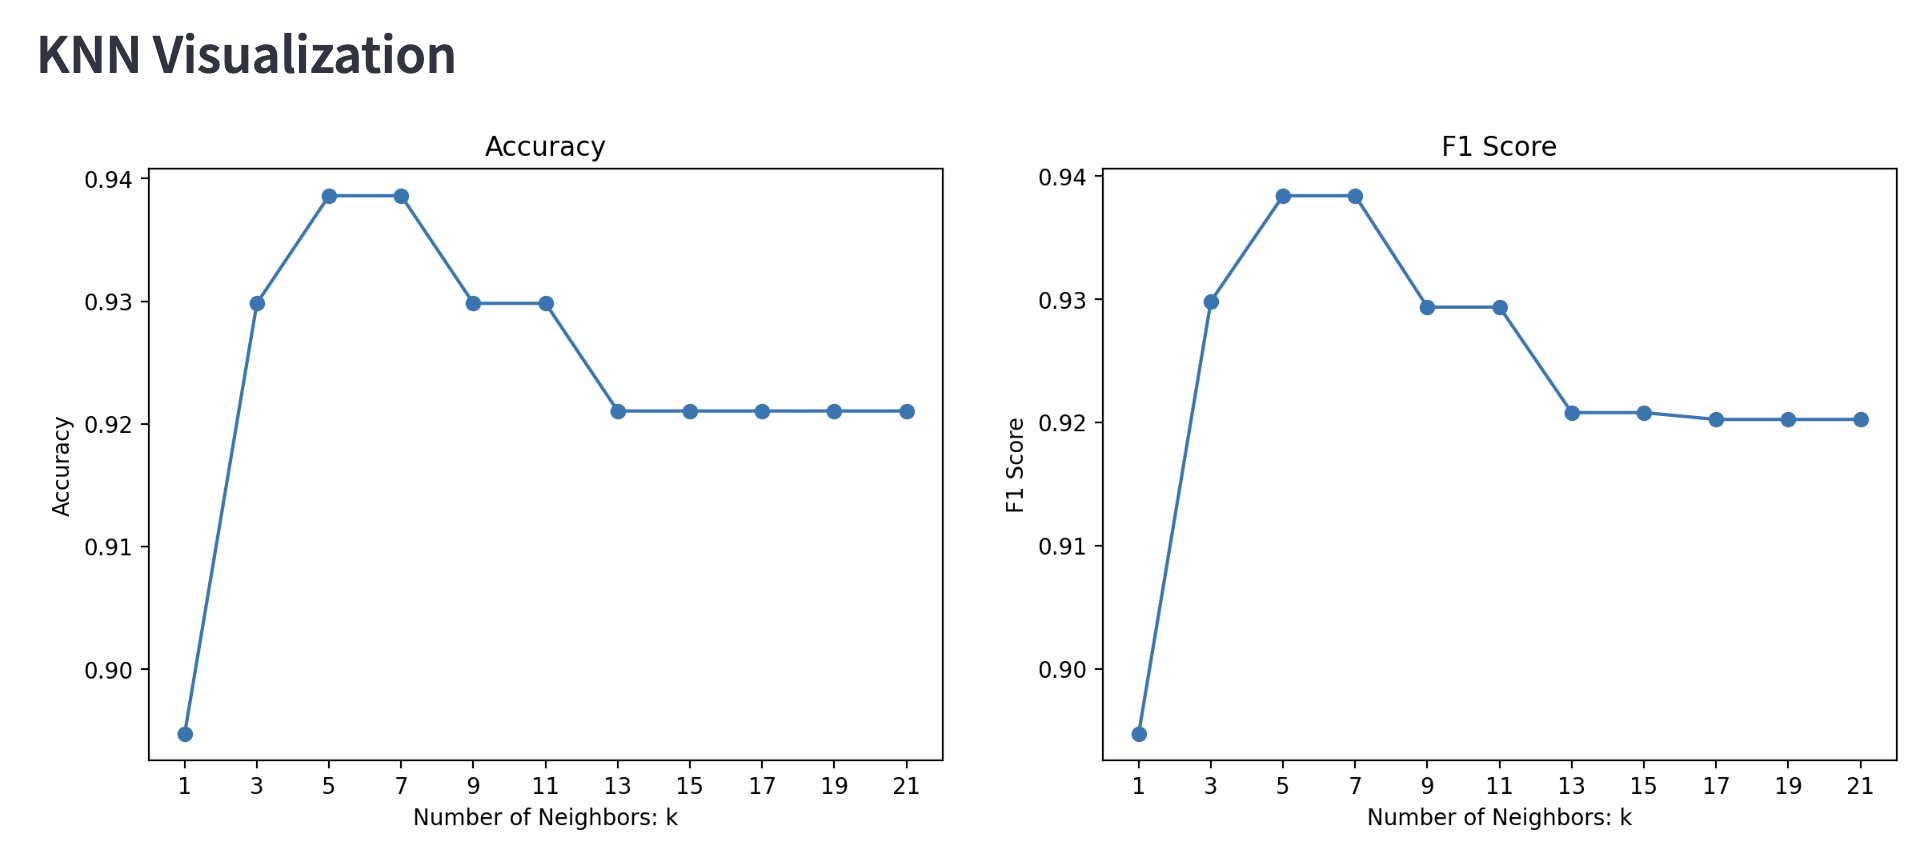 KNN Visualization
Accuracy
0.94
0.93
0.92
0.91
0.90
Accuracy
1 3 5 7 9 11 13 15 17 19 21
Number of Neighbors: k
F1 Score
0.94
0.93
0.92
0.91
0.90
F1 Score
1 3 5 7 9 11 13 15 17 19 21
Number of Neighbors: k